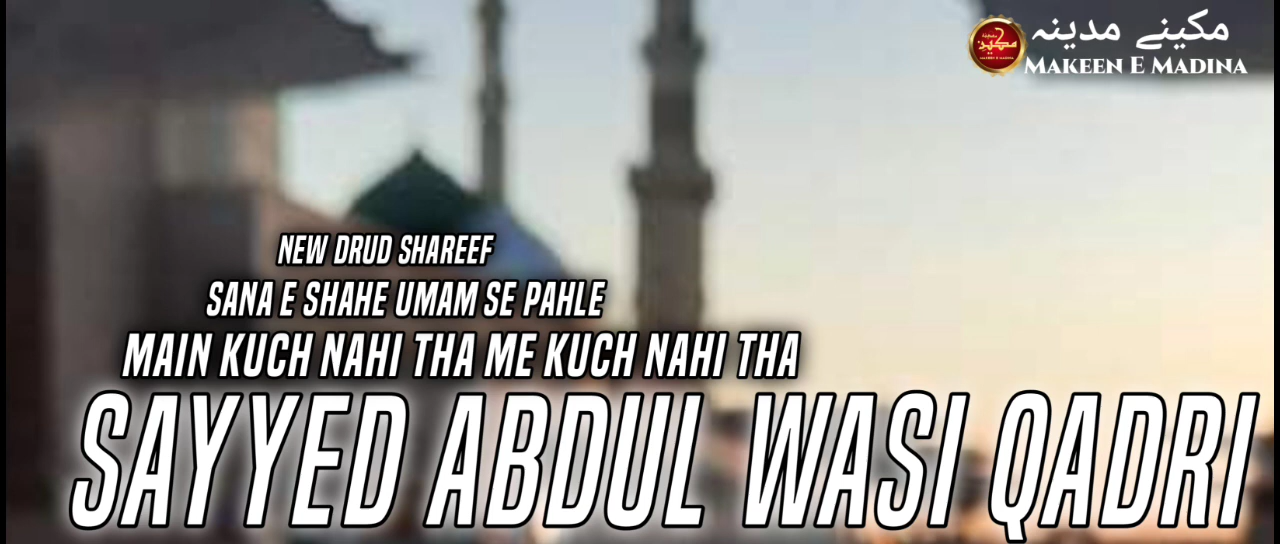 مکینے مدینہ
MAKEEN E MADINA
NEW DRUD SHAREEF
SANA E SHAHE UMAM SE PAHLE
MAIN KUCH NAHI THA ME KUCH NAHI THA
SAYYED ABDUL WASI QADRI